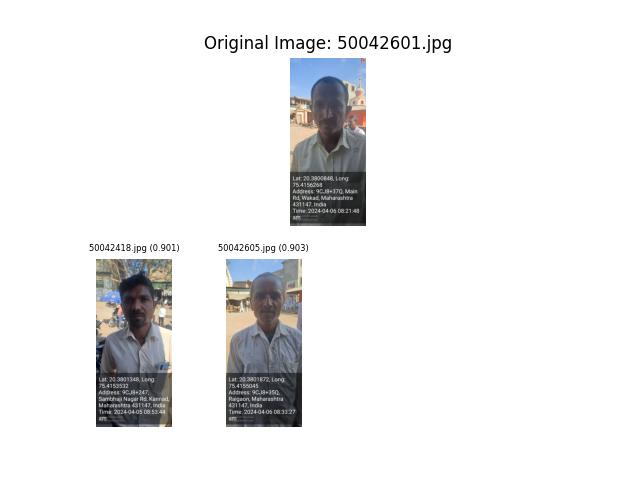 Original Image: 50042601.jpg
Lat: 20.3800848, Long:
75.4156268
Address: 9CJ8+37Q, Main
Rd, Wakad, Maharashtra
431147, India
Time: 2024-04-06 08:21:48
am
50042418.jpg (0.901)
50042605.jpg (0.903)
Lat: 20.3801348, Long:
75.4153532
Address: 9CJ8+247,
Sambhaji Nagar Rd, Kannad,
Maharashtra 431147, India
Time: 2024-04-05 08:53:44
am
Lat: 20.3801872, Long:
75.4155045
Address: 9CJ8+35Q,
Raigaon, Maharashtra
431147, India
Time: 2024-04-06 08:33:27
am